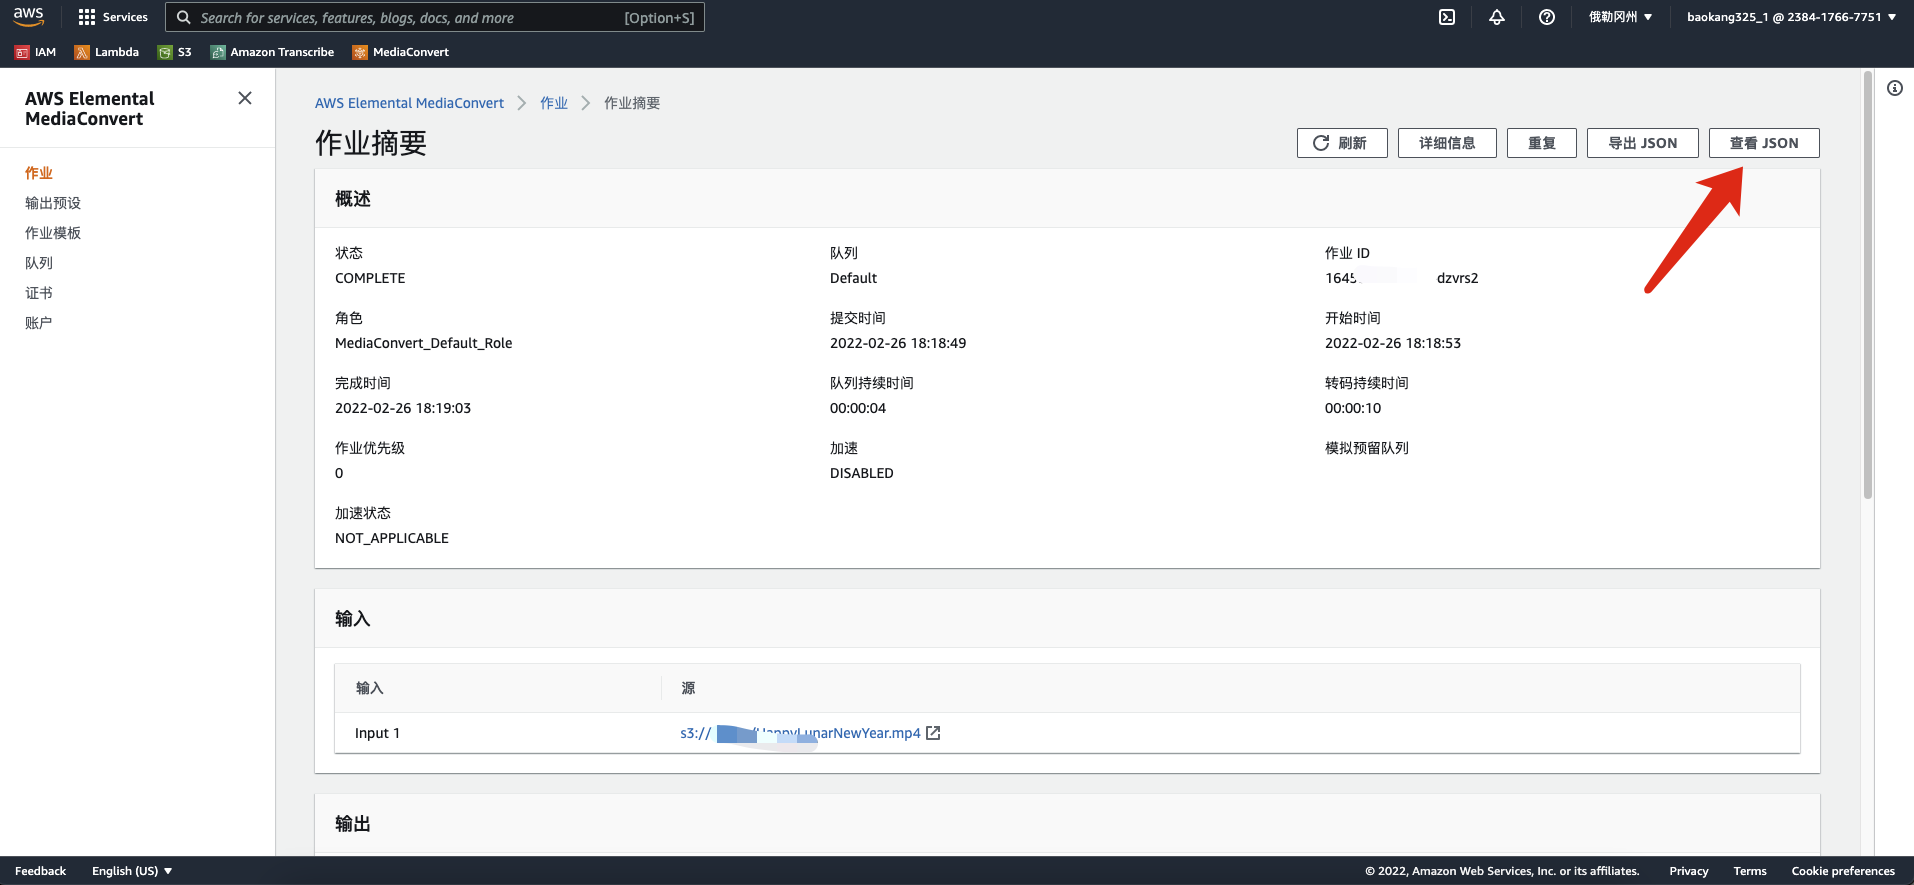 aws
Services
Search for services, features, blogs, docs, and more [Option+S]
俄勒冈州
baokang325_1 @ 2384-1766-7751
IAM Lambda S3 Amazon Transcribe MediaConvert
AWS Elemental MediaConvert
作业
输出预设
作业模板
队列
证书
账户
AWS Elemental MediaConvert 作业 作业摘要
作业摘要
刷新 详细信息 重复 导出 JSON 查看 JSON
概述
状态 队列 作业 ID
COMPLETE Default 1645 dzvrs2
角色 提交时间 开始时间
MediaConvert_Default_Role 2022-02-26 18:18:49 2022-02-26 18:18:53
完成时间 队列持续时间 转码持续时间
2022-02-26 18:19:03 00:00:04 00:00:10
作业优先级 加速 模拟预留队列
0 DISABLED
加速状态
NOT_APPLICABLE
输入
输入 源
Input 1 s3:// /HappyLunarNewYear.mp4
输出
Feedback English (US) © 2022, Amazon Web Services, Inc. or its affiliates. Privacy Terms Cookie preferences